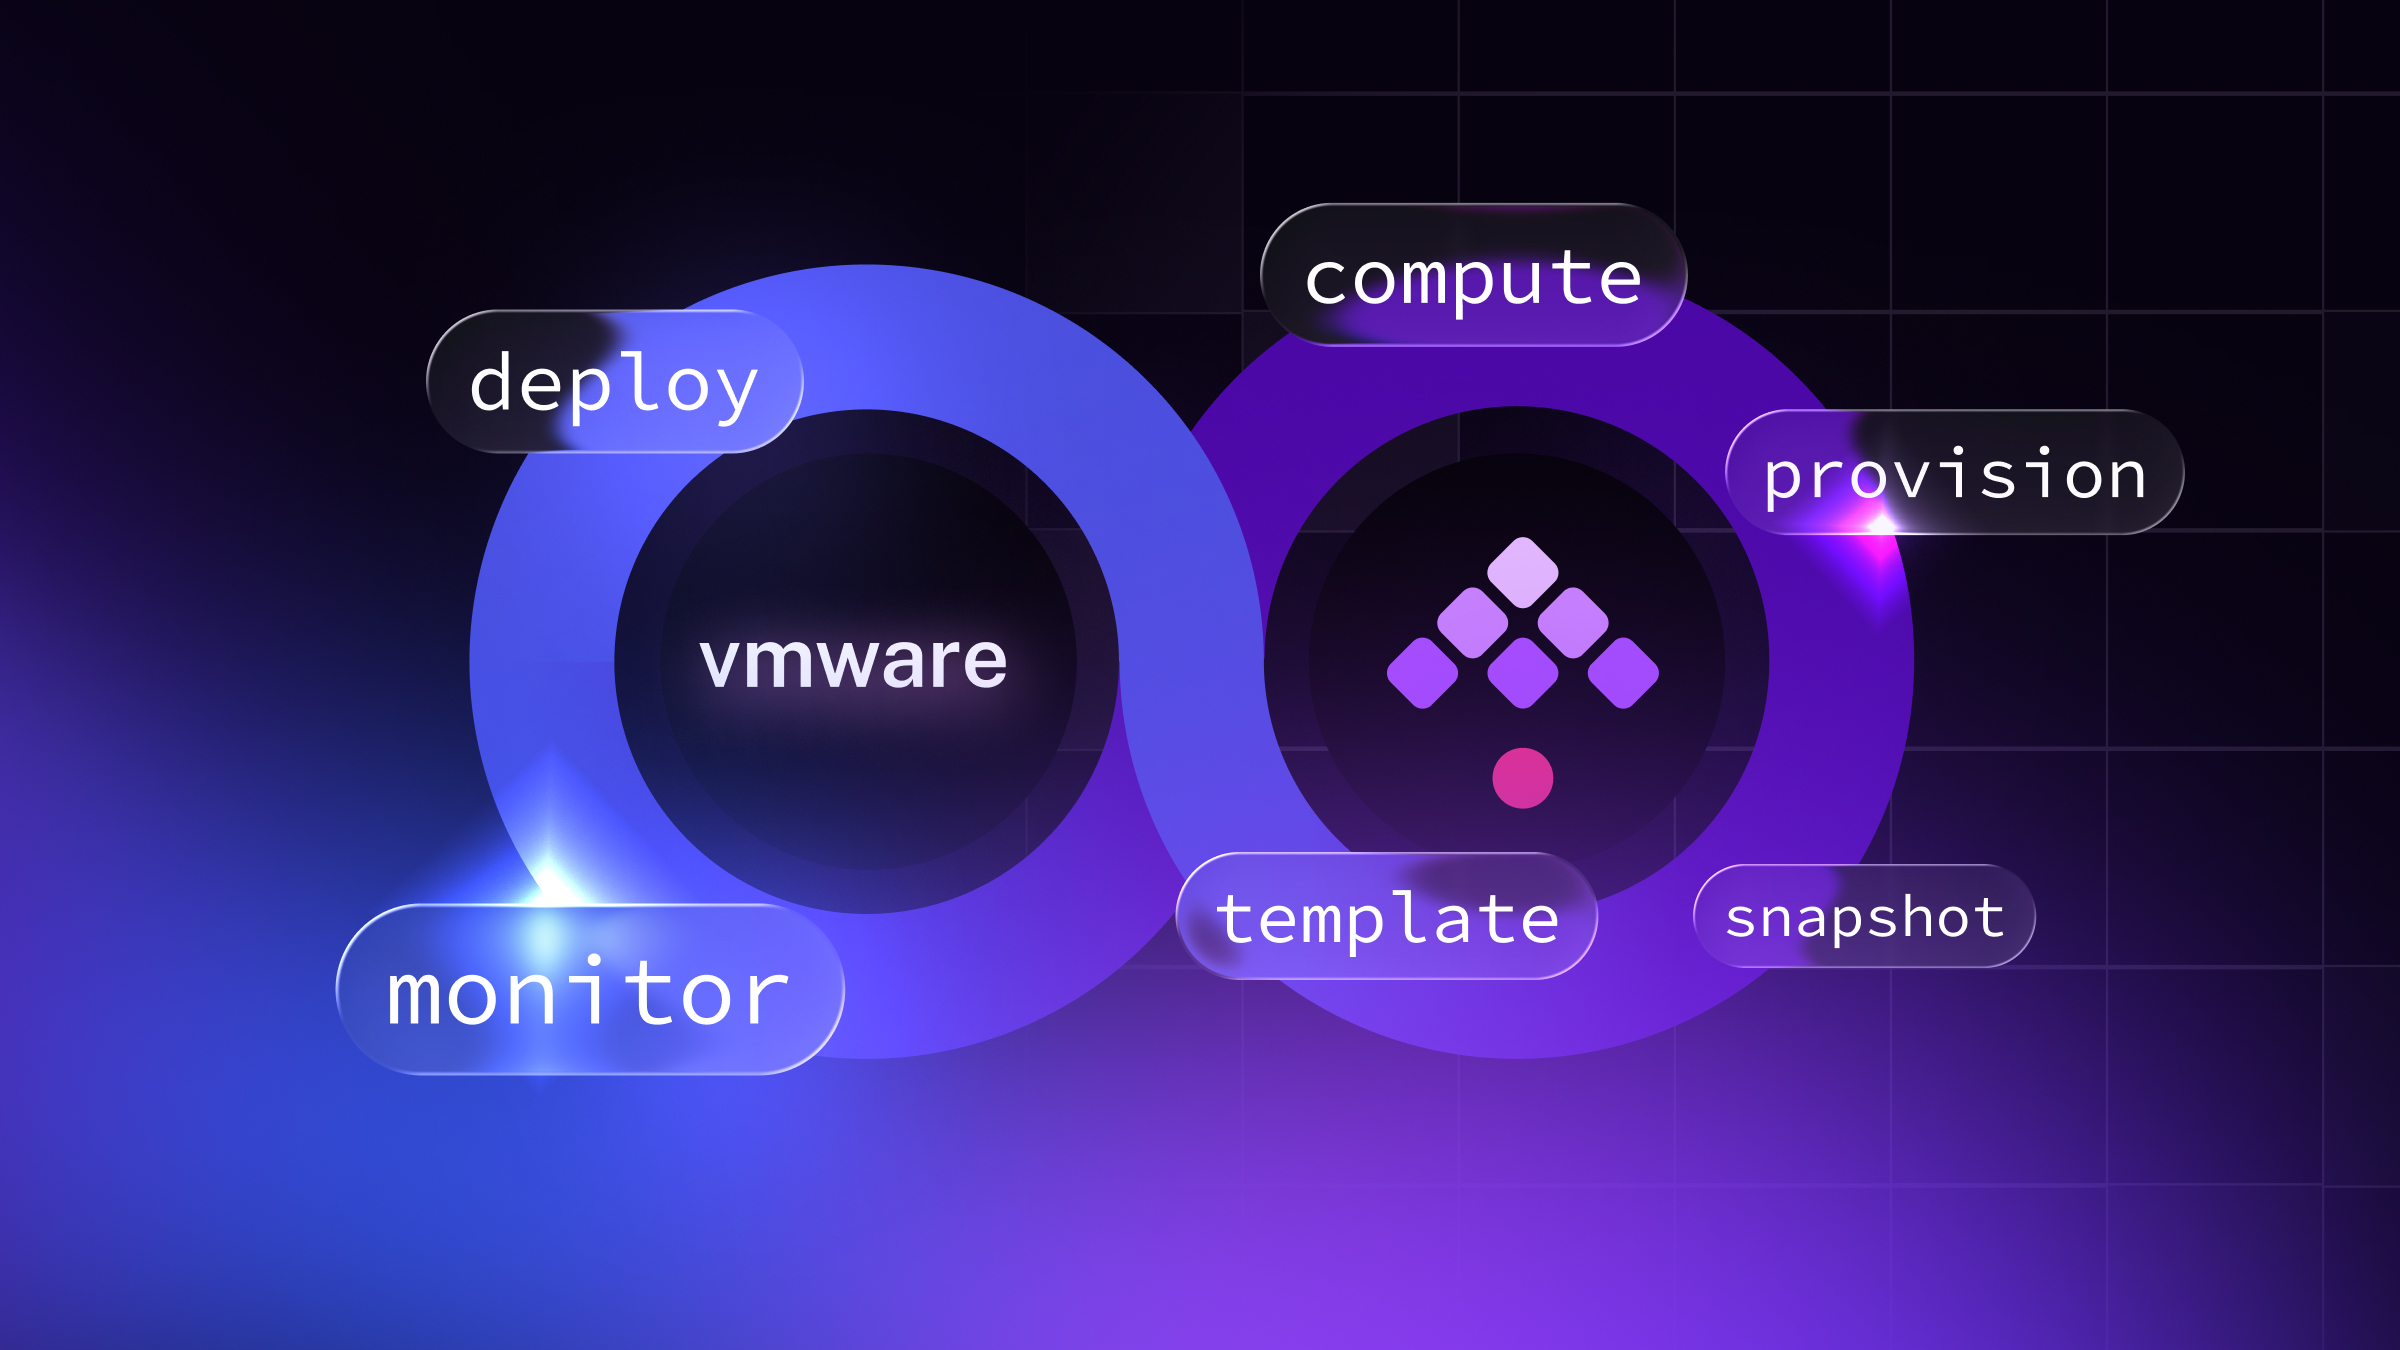 compute
deploy
provision
vmware
template
snapshot
monitor